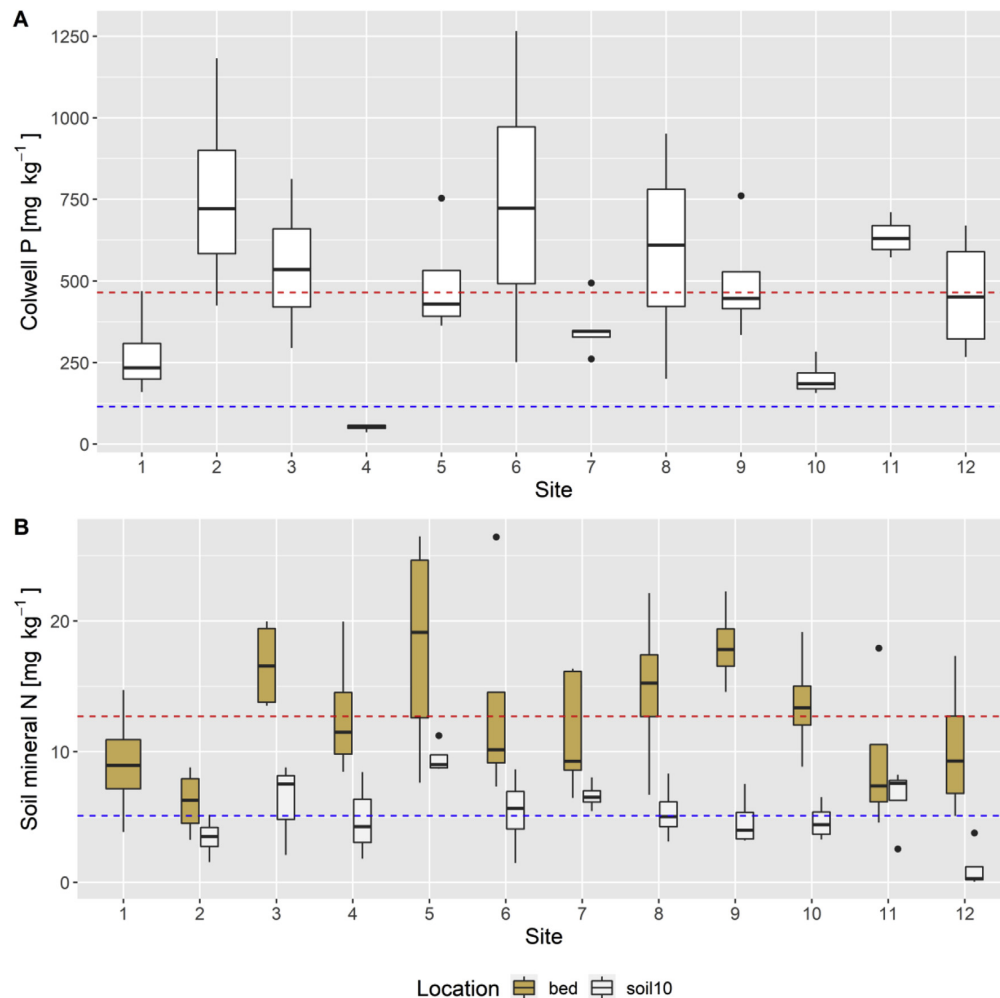 A
Colwell P [mg kg⁻¹ ]
1250
1000
750
500
250
0
1 2 3 4 5 6 7 8 9 10 11 12
Site
B
Soil mineral N [mg kg⁻¹ ]
20
10
0
1 2 3 4 5 6 7 8 9 10 11 12
Site
Location bed soil10